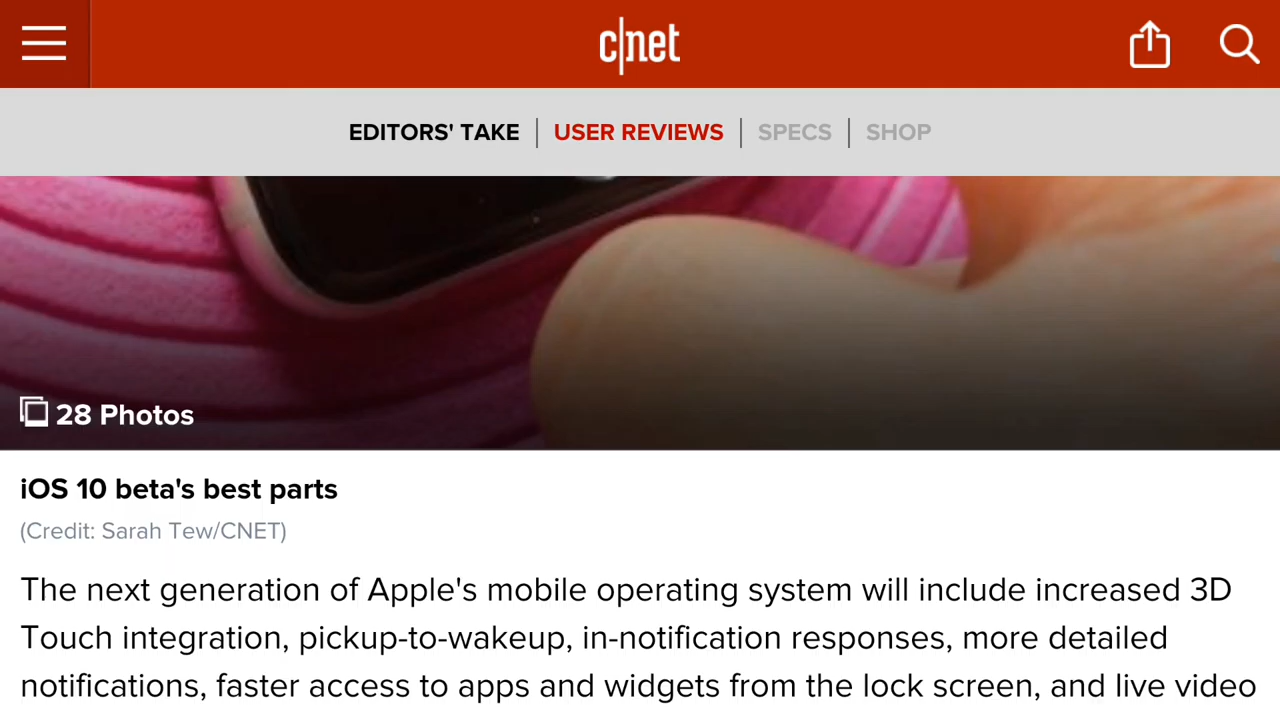 c|net
EDITORS' TAKE | USER REVIEWS | SPECS | SHOP
28 Photos
iOS 10 beta's best parts
(Credit: Sarah Tew/CNET)
The next generation of Apple's mobile operating system will include increased 3D
Touch integration, pickup-to-wakeup, in-notification responses, more detailed
notifications, faster access to apps and widgets from the lock screen, and live video